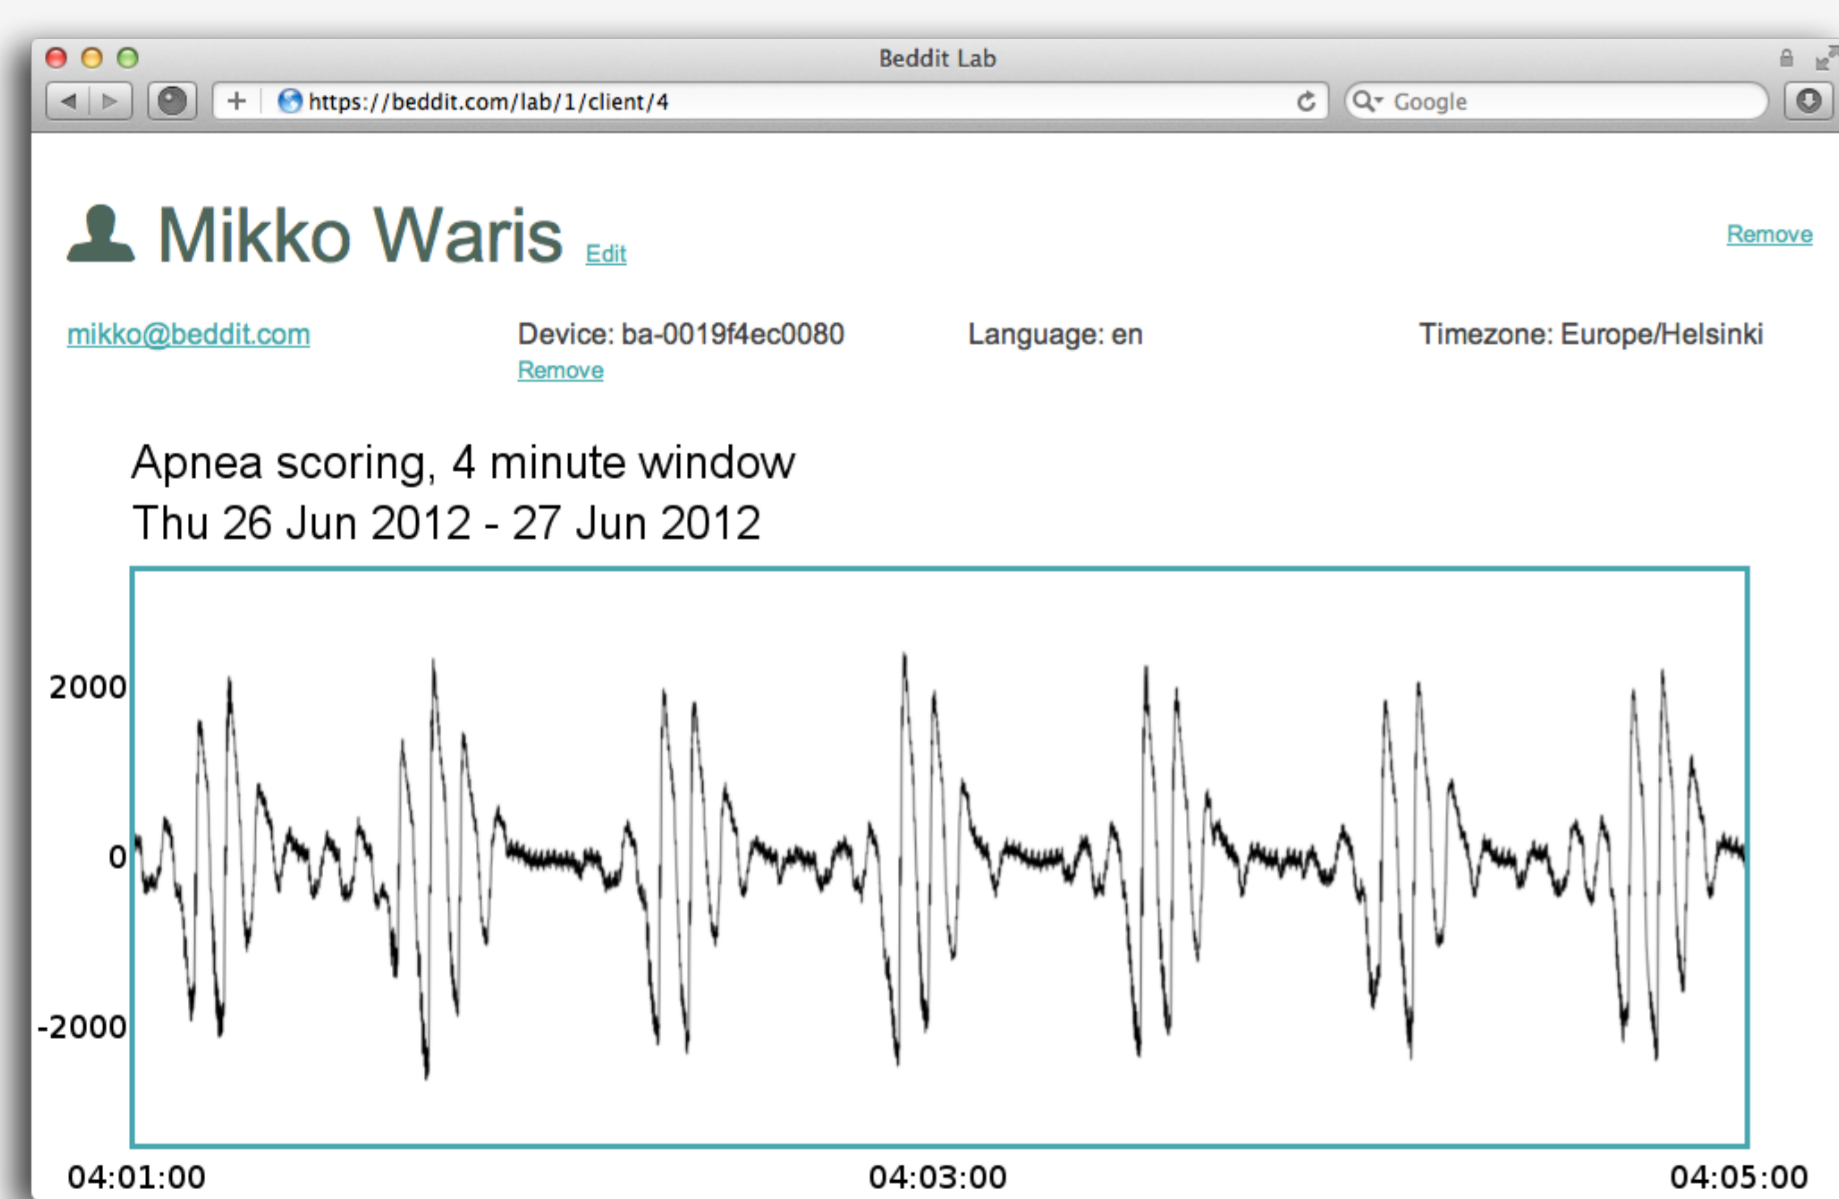 Beddit Lab
https://beddit.com/lab/1/client/4
Google
Mikko Waris Edit
Remove
mikko@beddit.com Device: ba-0019f4ec0080 Language: en Timezone: Europe/Helsinki
Remove
Apnea scoring, 4 minute window
Thu 26 Jun 2012 - 27 Jun 2012
2000
0
-2000
04:01:00 04:03:00 04:05:00